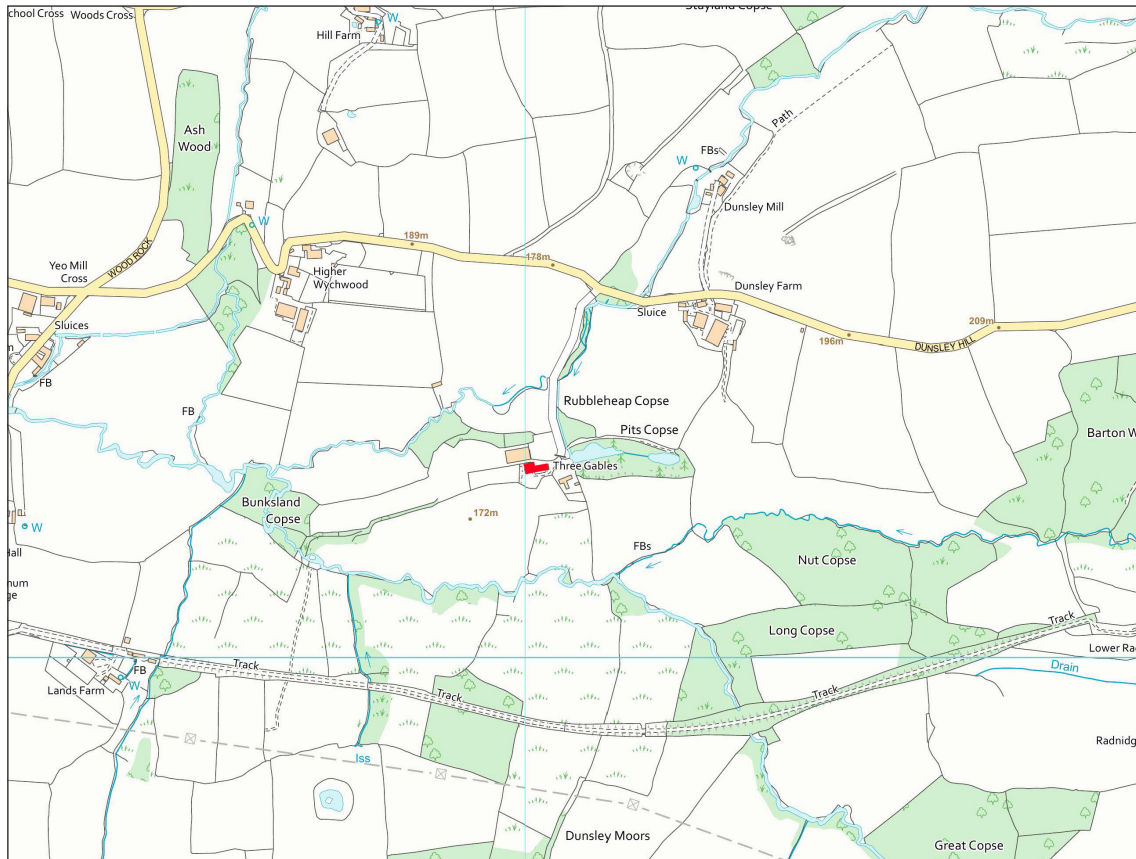 chool Cross
Woods Cross
Hill Farm
W
Stayland Copse
Ash
Wood
Path
FBs
W
Dunsley Mill
W
189m
178m
WOOD ROCK
Yeo Mill
Cross
Higher
Wychwood
Dunsley Farm
Sluices
Sluice
209m
196m
DUNSLEY HILL
m
FB
FB
Rubbleheap Copse
Pits Copse
Barton W
Three Gables
Bunksland
Copse
172m
W
FBs
Hall
Nut Copse
num
ge
Long Copse
Track
Track
FB
Lower Rad
W
Lands Farm
Track
Track
Drain
Radnidg
Iss
Dunsley Moors
Great Copse